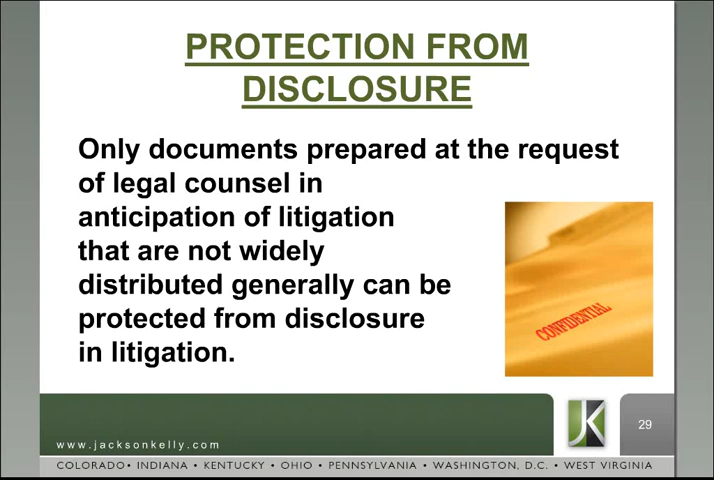 PROTECTION FROM
DISCLOSURE
Only documents prepared at the request
of legal counsel in
anticipation of litigation
that are not widely
distributed generally can be
protected from disclosure
in litigation.
CONFIDENTIAL
JK
29
www.jacksonkelly.com
COLORADO• INDIANA • KENTUCKY • OHIO • PENNSYLVANIA • WASHINGTON, D.C. • WEST VIRGINIA